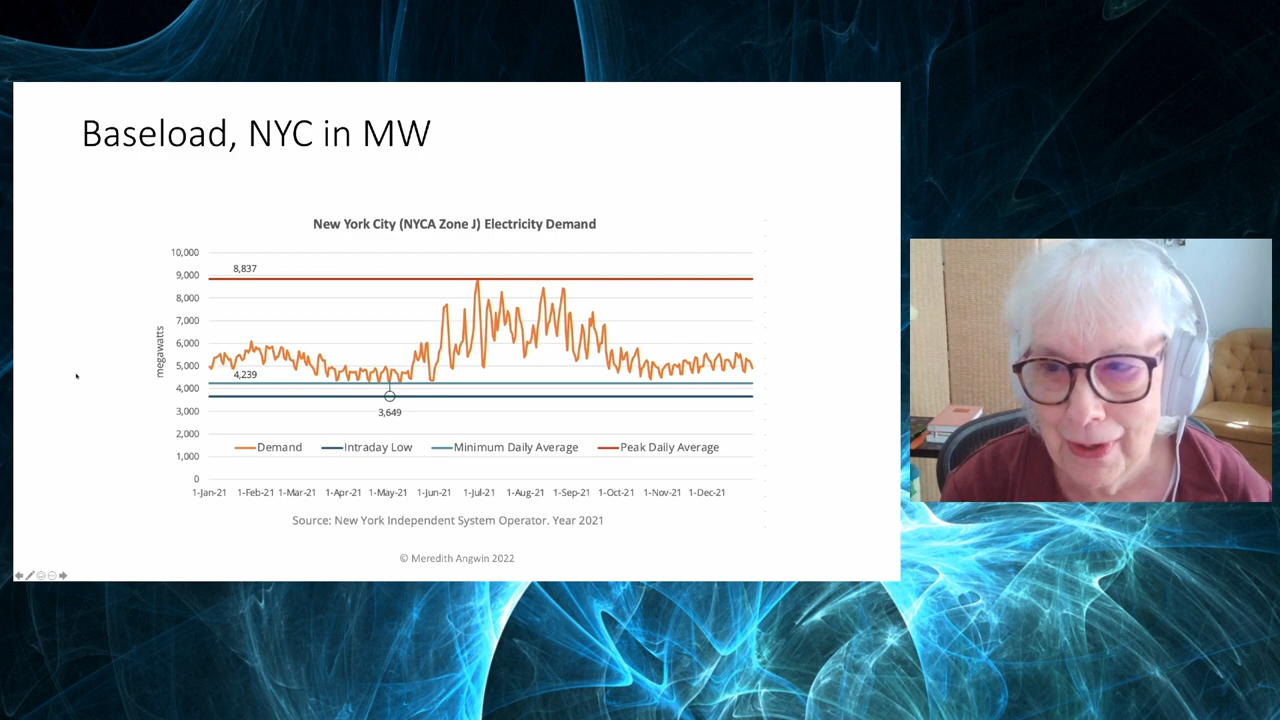 Baseload, NYC in MW
New York City (NYCA Zone J) Electricity Demand
megawatts
10,000
9,000
8,000
7,000
6,000
5,000
4,000
3,000
2,000
1,000
0
8,837
4,239
3,649
Demand Intraday Low Minimum Daily Average Peak Daily Average
1-Jan-21 1-Feb-21 1-Mar-21 1-Apr-21 1-May-21 1-Jun-21 1-Jul-21 1-Aug-21 1-Sep-21 1-Oct-21 1-Nov-21 1-Dec-21
Source: New York Independent System Operator. Year 2021
© Meredith Angwin 2022